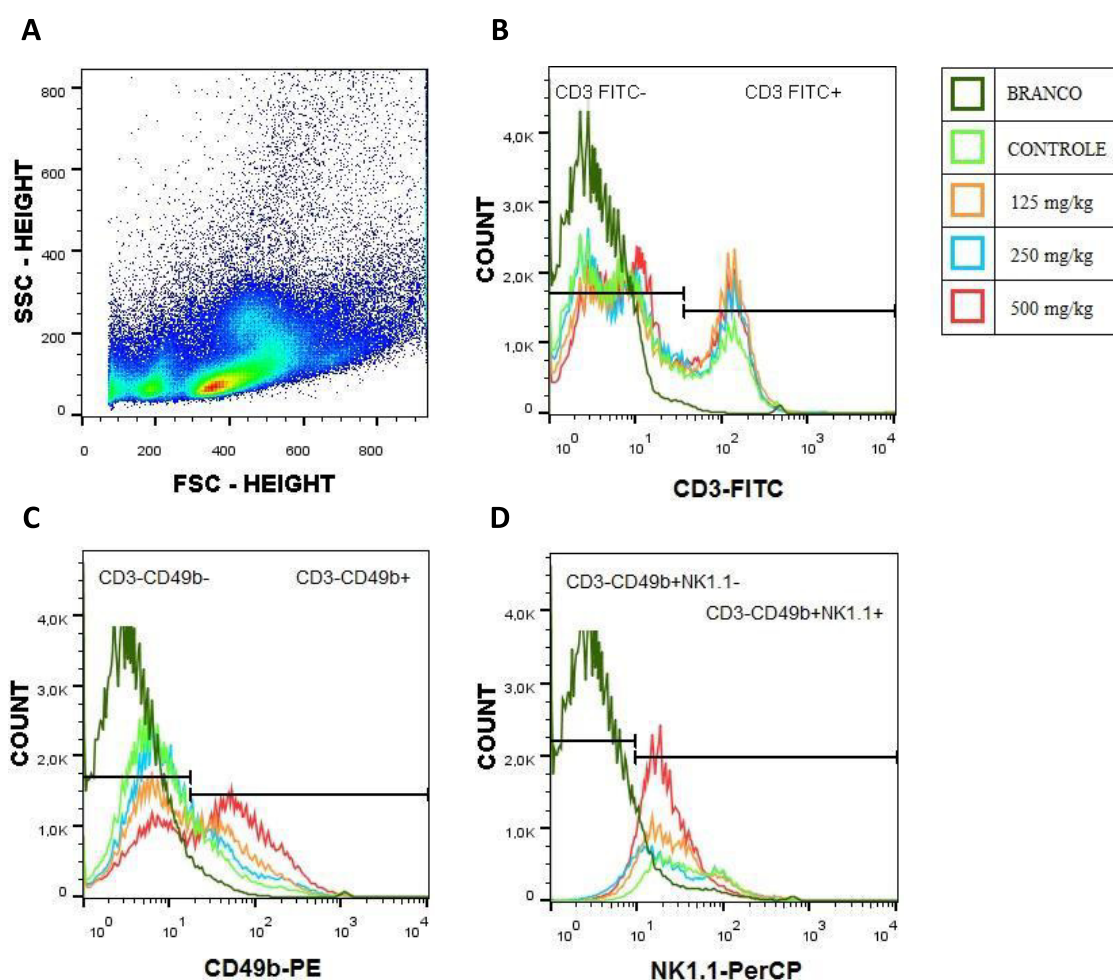 A
SSC - HEIGHT
800
600
400
200
0
0 200 400 600 800
FSC - HEIGHT
B
CD3 FITC- CD3 FITC+
COUNT
4,0K
3,0K
2,0K
1,0K
0
10^0 10^1 10^2 10^3 10^4
CD3-FITC
BRANCO
CONTROLE
125 mg/kg
250 mg/kg
500 mg/kg
C
CD3-CD49b- CD3-CD49b+
COUNT
4,0K
3,0K
2,0K
1,0K
0
10^0 10^1 10^2 10^3 10^4
CD49b-PE
D
CD3-CD49b+NK1.1-
CD3-CD49b+NK1.1+
COUNT
4,0K
3,0K
2,0K
1,0K
0
10^0 10^1 10^2 10^3 10^4
NK1.1-PerCP